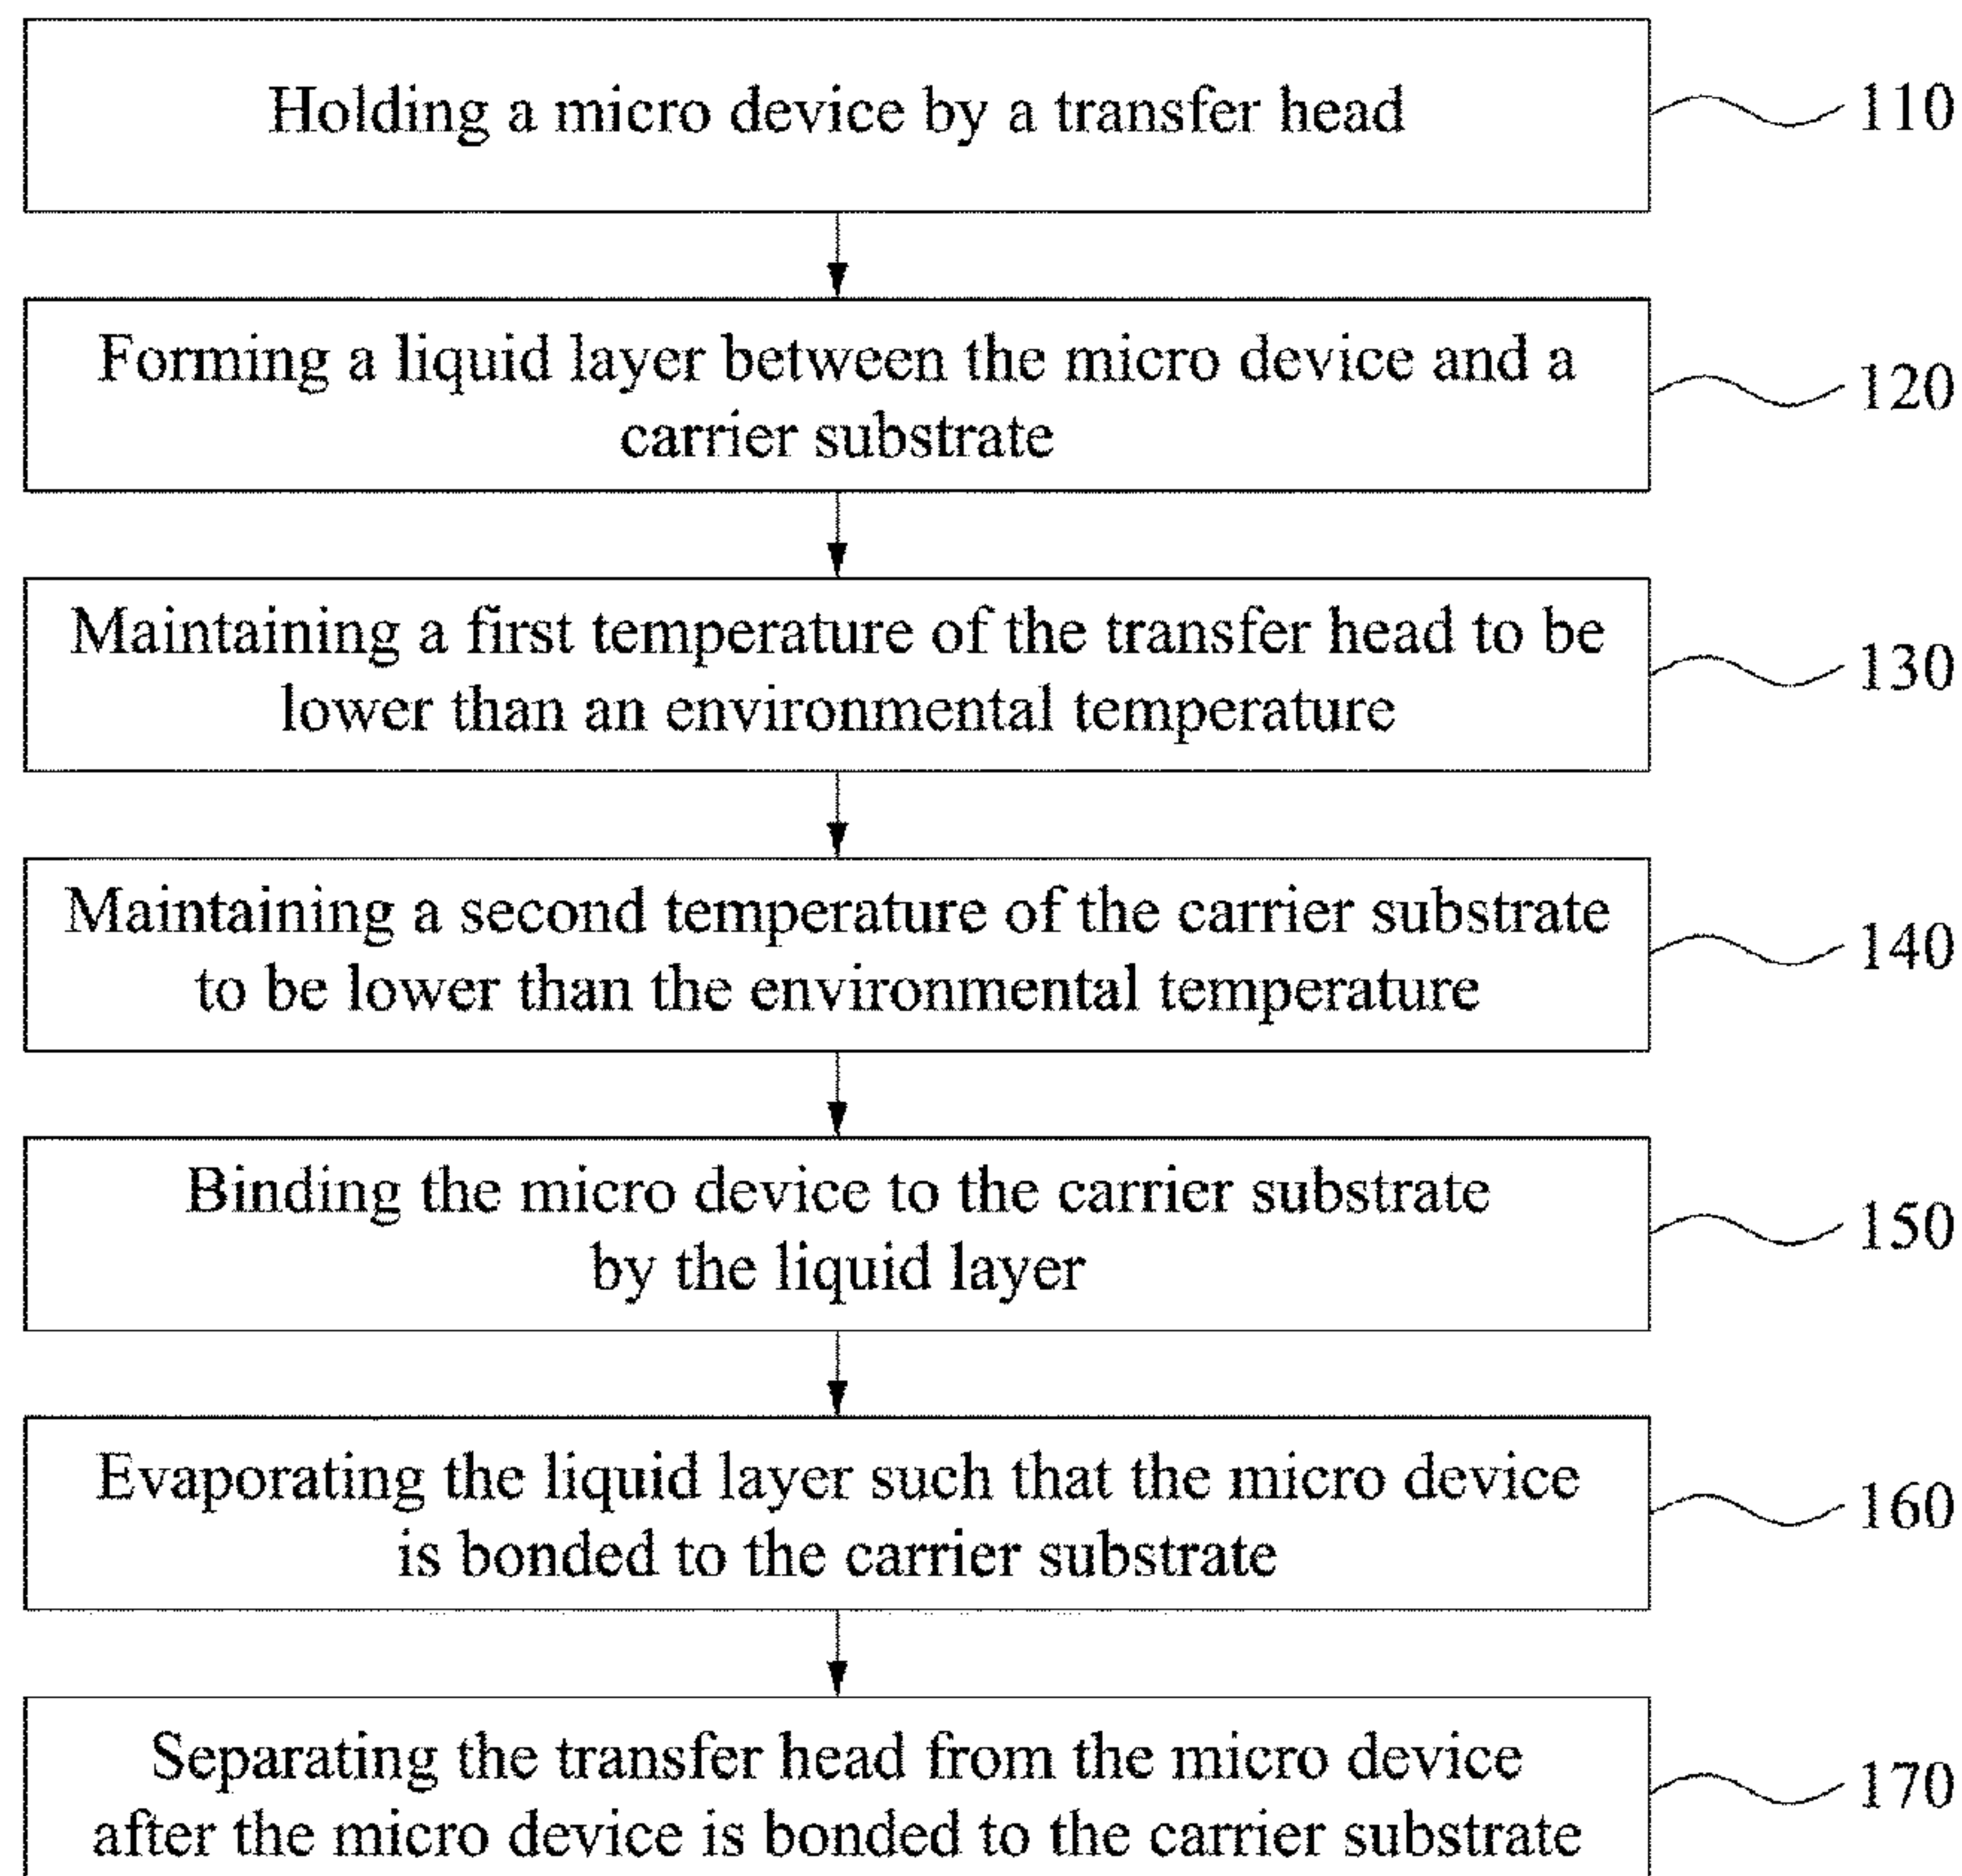 Holding a micro device by a transfer head
110
Forming a liquid layer between the micro device and a
carrier substrate
120
Maintaining a first temperature of the transfer head to be
lower than an environmental temperature
130
Maintaining a second temperature of the carrier substrate
to be lower than the environmental temperature
140
Binding the micro device to the carrier substrate
by the liquid layer
150
Evaporating the liquid layer such that the micro device
is bonded to the carrier substrate
160
Separating the transfer head from the micro device
after the micro device is bonded to the carrier substrate
170